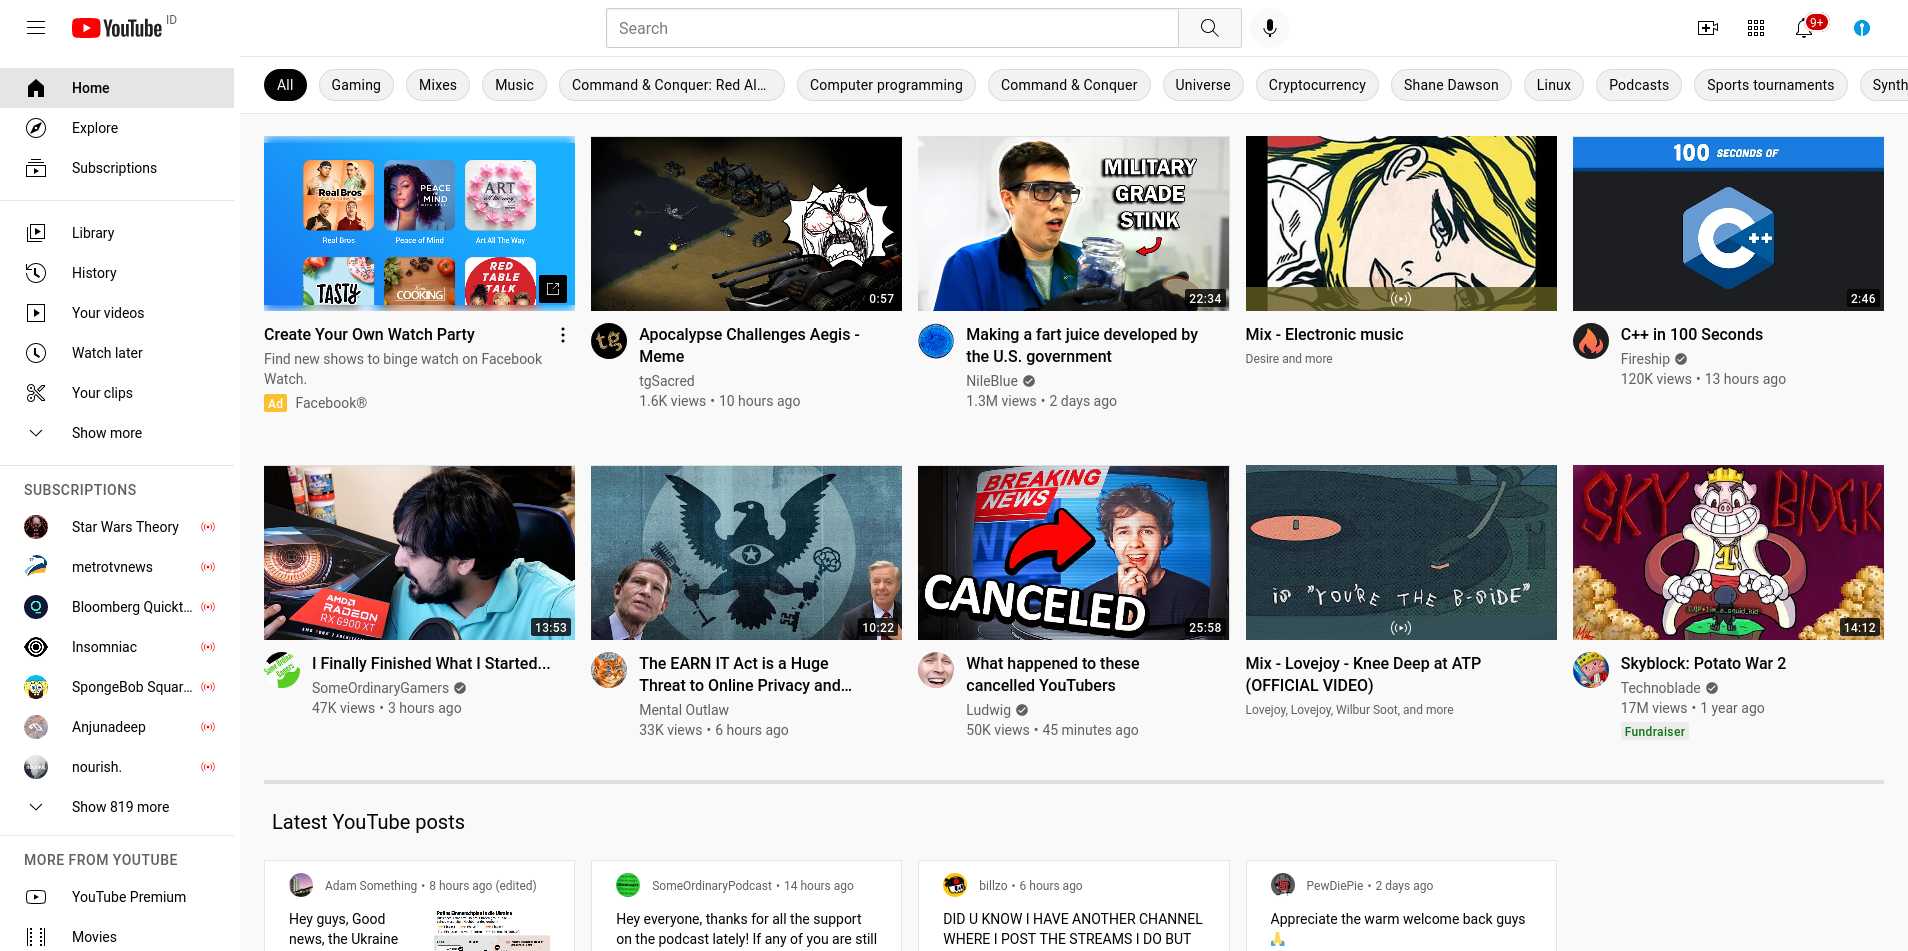 YouTube ID
Search
9+
Home
Explore
Subscriptions
Library
History
Your videos
Watch later
Your clips
Show more
SUBSCRIPTIONS
Star Wars Theory
metrotvnews
Bloomberg Quickt...
Insomniac
SpongeBob Squar...
Anjunadeep
nourish.
Show 819 more
MORE FROM YOUTUBE
YouTube Premium
Movies
All
Gaming
Mixes
Music
Command & Conquer: Red Al...
Computer programming
Command & Conquer
Universe
Cryptocurrency
Shane Dawson
Linux
Podcasts
Sports tournaments
Synth
Real Bros
PEACE
MIND
ART
Real Bros
Peace of Mind
Art All The Way
TASTY
COOKING
RED
TABLE
TALK
Create Your Own Watch Party
Find new shows to binge watch on Facebook
Watch.
Ad Facebook®
0:57
tg
Apocalypse Challenges Aegis -
Meme
tgSacred
1.6K views • 10 hours ago
MILITARY
GRADE
STINK
22:34
Making a fart juice developed by
the U.S. government
NileBlue
1.3M views • 2 days ago
Mix - Electronic music
Desire and more
100 SECONDS OF
C++
2:46
C++ in 100 Seconds
Fireship
120K views • 13 hours ago
AMD
RADEON
RX 6900 XT
13:53
I Finally Finished What I Started...
SomeOrdinaryGamers
47K views • 3 hours ago
10:22
The EARN IT Act is a Huge
Threat to Online Privacy and...
Mental Outlaw
33K views • 6 hours ago
BREAKING
NEWS
CANCELED
25:58
What happened to these
cancelled YouTubers
Ludwig
50K views • 45 minutes ago
is "YOU'RE THE B-SIDE"
Mix - Lovejoy - Knee Deep at ATP
(OFFICIAL VIDEO)
Lovejoy, Lovejoy, Wilbur Soot, and more
SKYBLOCK
1
[VIP+]im_a_squid_kid
14:12
Skyblock: Potato War 2
Technoblade
17M views • 1 year ago
Fundraiser
Latest YouTube posts
Adam Something • 8 hours ago (edited)
Hey guys, Good
news, the Ukraine
SomeOrdinaryPodcast • 14 hours ago
Hey everyone, thanks for all the support
on the podcast lately! If any of you are still
billzo • 6 hours ago
DID U KNOW I HAVE ANOTHER CHANNEL
WHERE I POST THE STREAMS I DO BUT
PewDiePie • 2 days ago
Appreciate the warm welcome back guys
🙏